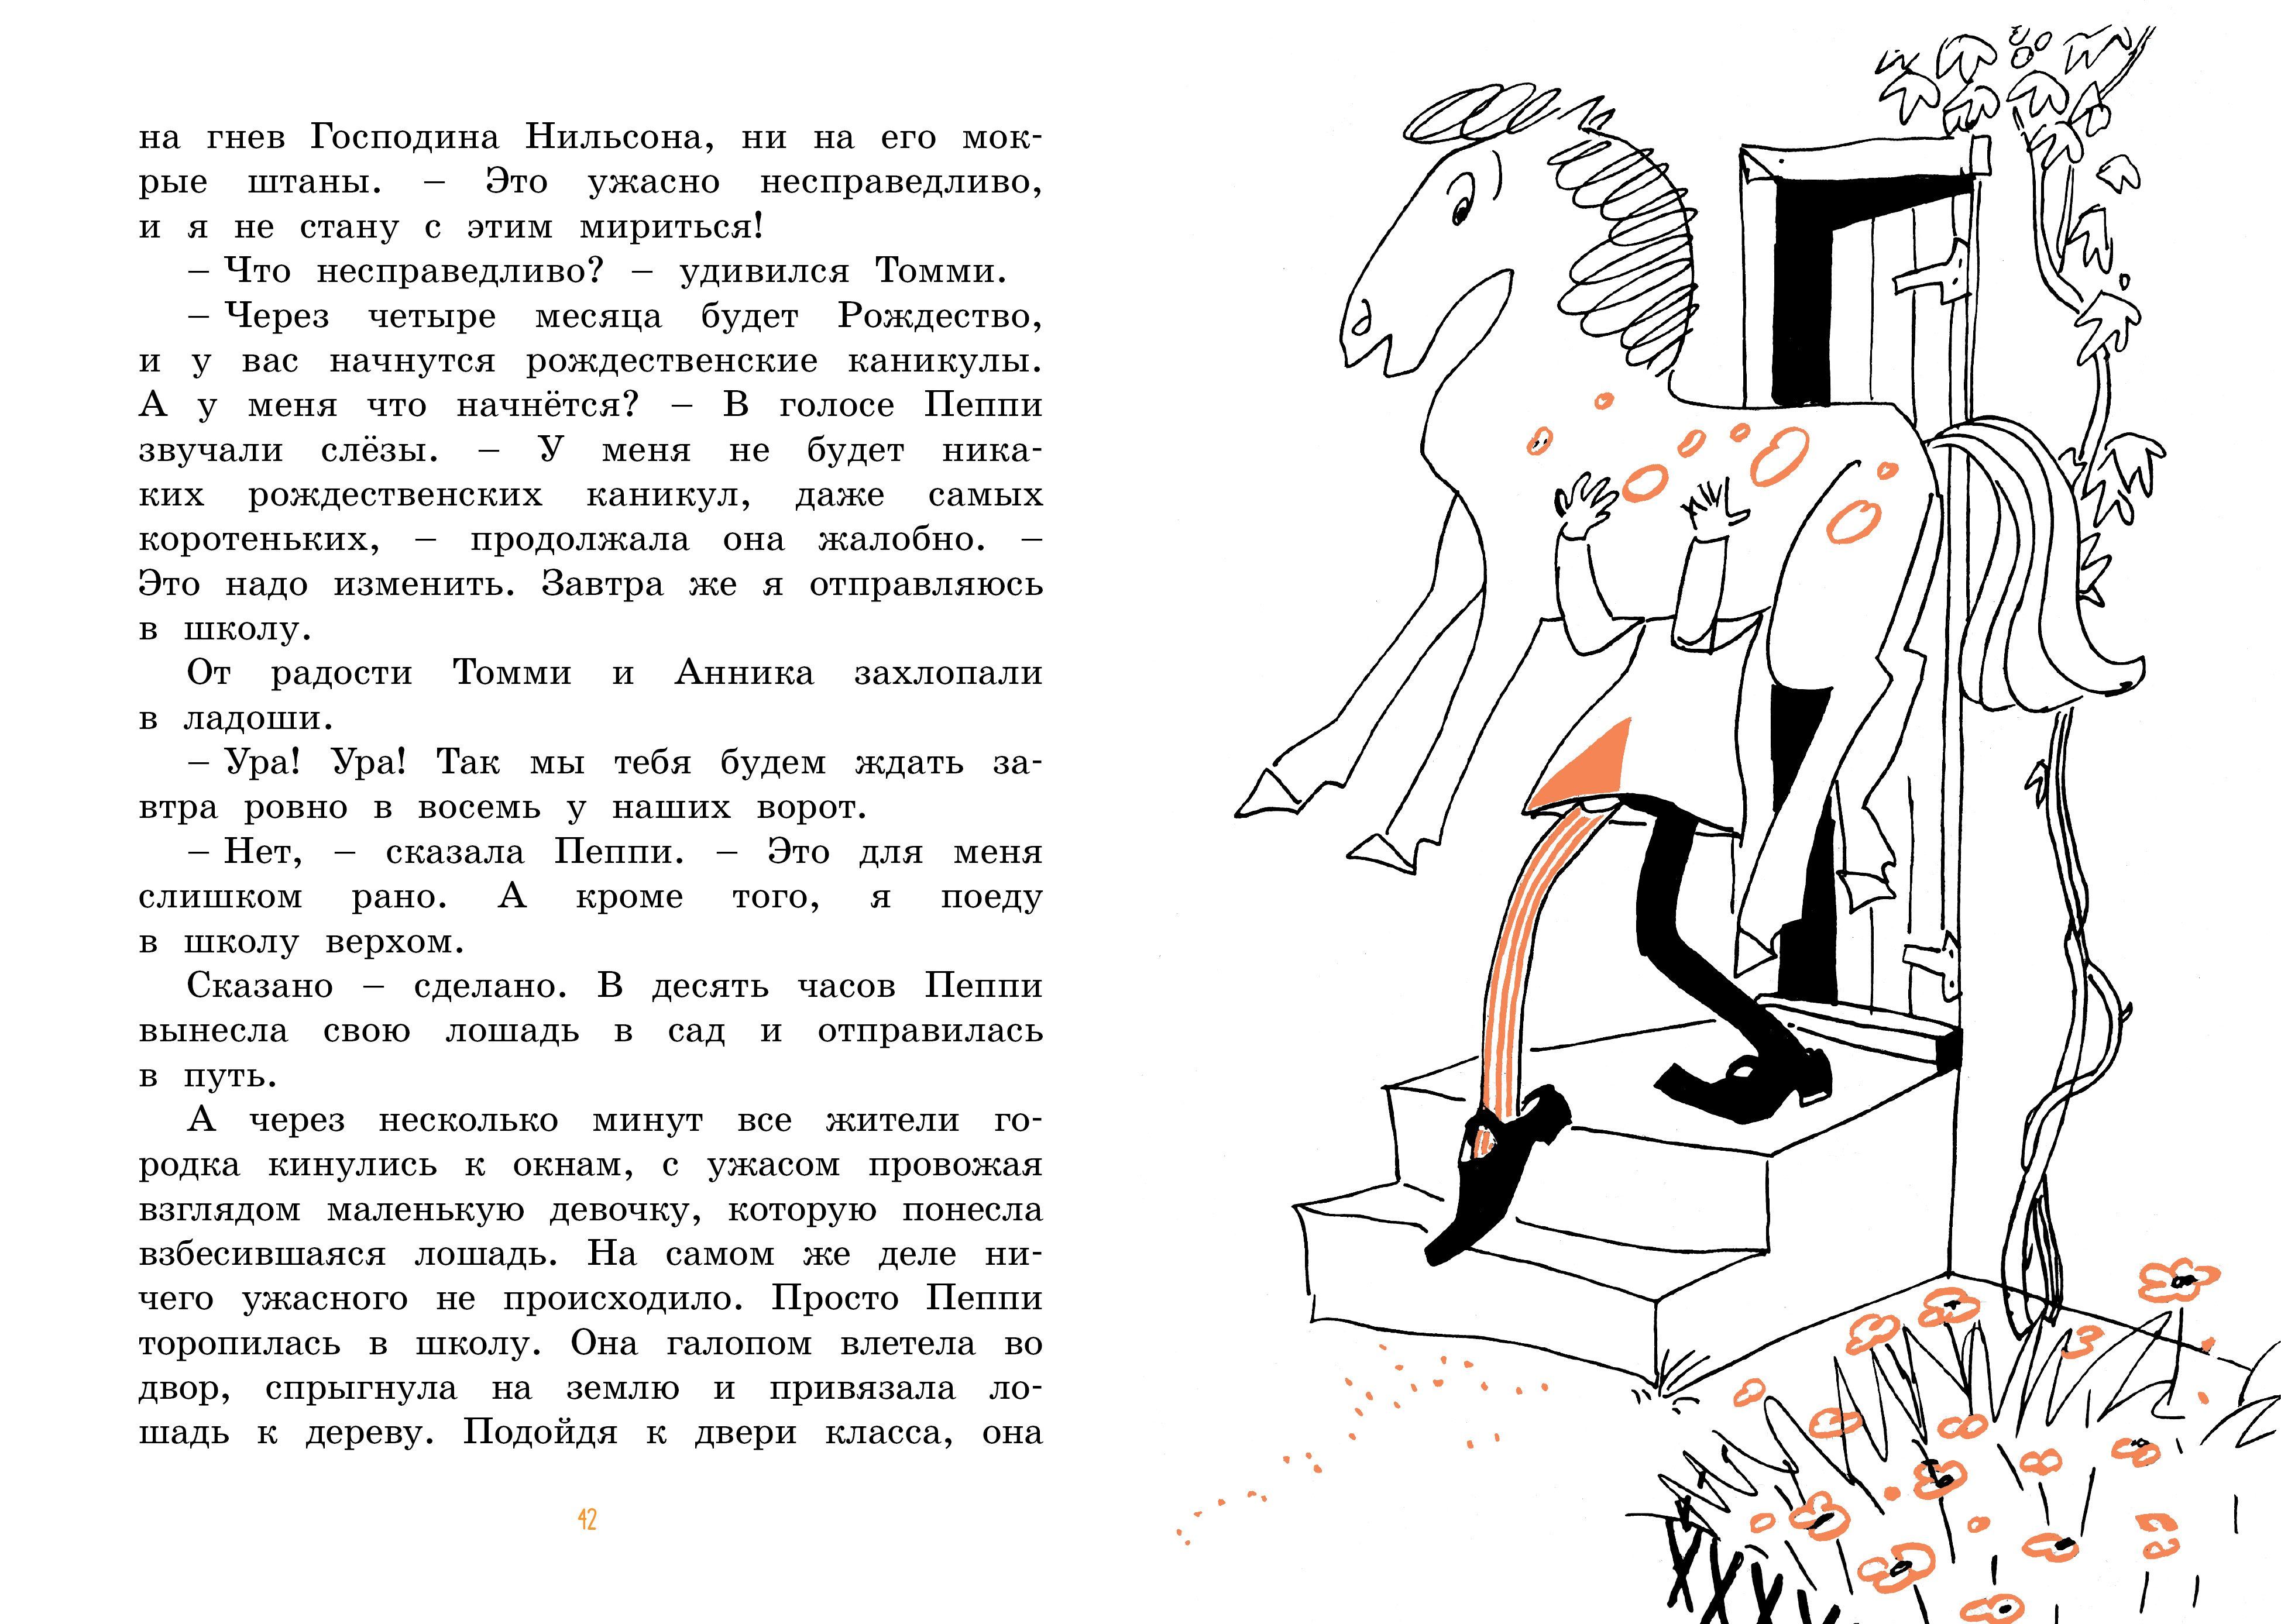 на гнев Господина Нильсона, ни на его мок-
рые штаны. – Это ужасно несправедливо,
и я не стану с этим мириться!
– Что несправедливо? – удивился Томми.
– Через четыре месяца будет Рождество,
и у вас начнутся рождественские каникулы.
А у меня что начнётся? – В голосе Пеппи
звучали слёзы. – У меня не будет ника-
ких рождественских каникул, даже самых
коротеньких, – продолжала она жалобно. –
Это надо изменить. Завтра же я отправляюсь
в школу.
От радости Томми и Анника захлопали
в ладоши.
– Ура! Ура! Так мы тебя будем ждать за-
втра ровно в восемь у наших ворот.
– Нет, – сказала Пеппи. – Это для меня
слишком рано. А кроме того, я поеду
в школу верхом.
Сказано – сделано. В десять часов Пеппи
вынесла свою лошадь в сад и отправилась
в путь.
А через несколько минут все жители го-
родка кинулись к окнам, с ужасом провожая
взглядом маленькую девочку, которую понесла
взбесившаяся лошадь. На самом же деле ни-
чего ужасного не происходило. Просто Пеппи
торопилась в школу. Она галопом влетела во
двор, спрыгнула на землю и привязала ло-
шадь к дереву. Подойдя к двери класса, она
42